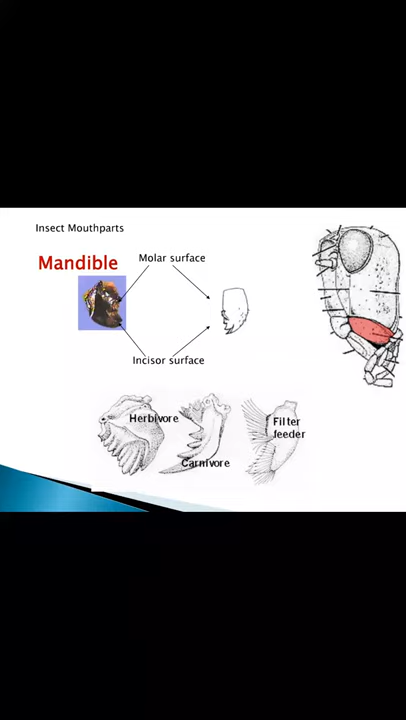 Insect Mouthparts
Mandible
Molar surface
Incisor surface
Herbivore
Carnivore
Filter
feeder